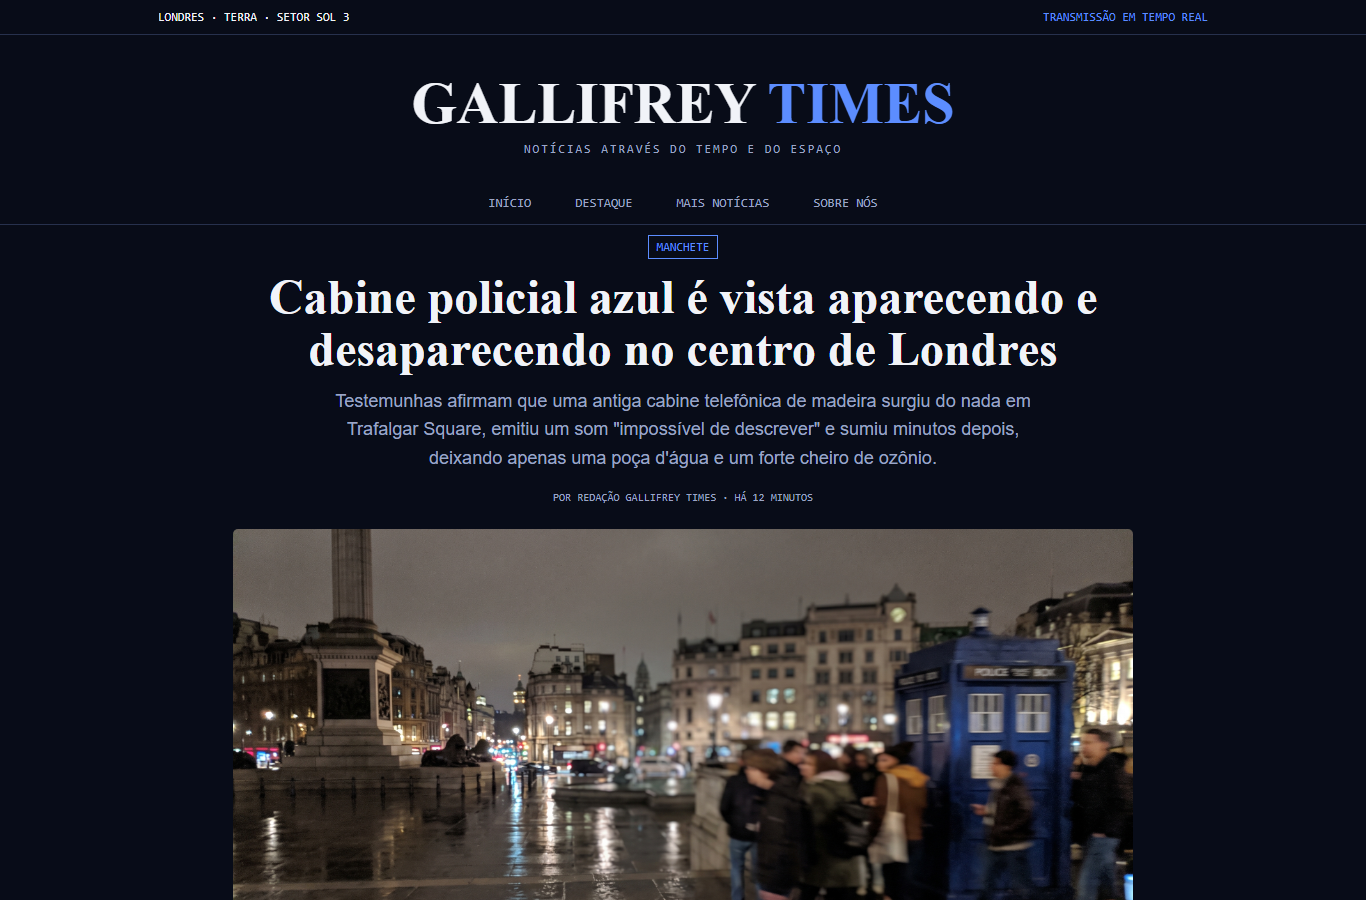 LONDRES · TERRA · SETOR SOL 3
TRANSMISSÃO EM TEMPO REAL
GALLIFREY TIMES
NOTÍCIAS ATRAVÉS DO TEMPO E DO ESPAÇO
INÍCIO DESTAQUE MAIS NOTÍCIAS SOBRE NÓS
MANCHETE
Cabine policial azul é vista aparecendo e
desaparecendo no centro de Londres
Testemunhas afirmam que uma antiga cabine telefônica de madeira surgiu do nada em
Trafalgar Square, emitiu um som "impossível de descrever" e sumiu minutos depois,
deixando apenas uma poça d'água e um forte cheiro de ozônio.
POR REDAÇÃO GALLIFREY TIMES · HÁ 12 MINUTOS
POLICE BOX